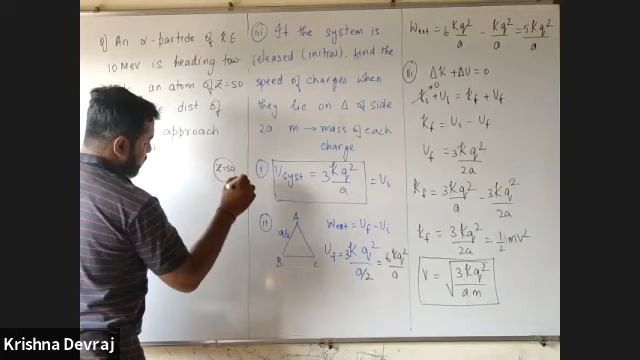 Q) An α-particle of K.E
10 MeV is heading tow
an atom of Z=50
dist of
approach
Z=50
iii) If the system is
released (initial) find the
speed of charges when
they lie on Δ of side
2a m → mass of each
charge
i) U syst = 3Kq²/a = Ui
ii) A
a/2
B C
West = Uf - Ui
Uf = 3Kq²/(a/2) = 6Kq²/a
West = 6Kq²/a - Kq²/a = 5Kq²/a
iii) ΔK + ΔU = 0
Ki + Ui = Kf + Uf
Kf = Ui - Uf
Uf = 3Kq²/2a
Kf = 3Kq²/a - 3Kq²/2a
Kf = 3Kq²/2a = 1/2 mv²
V = √(3Kq²/am)
Krishna Devraj